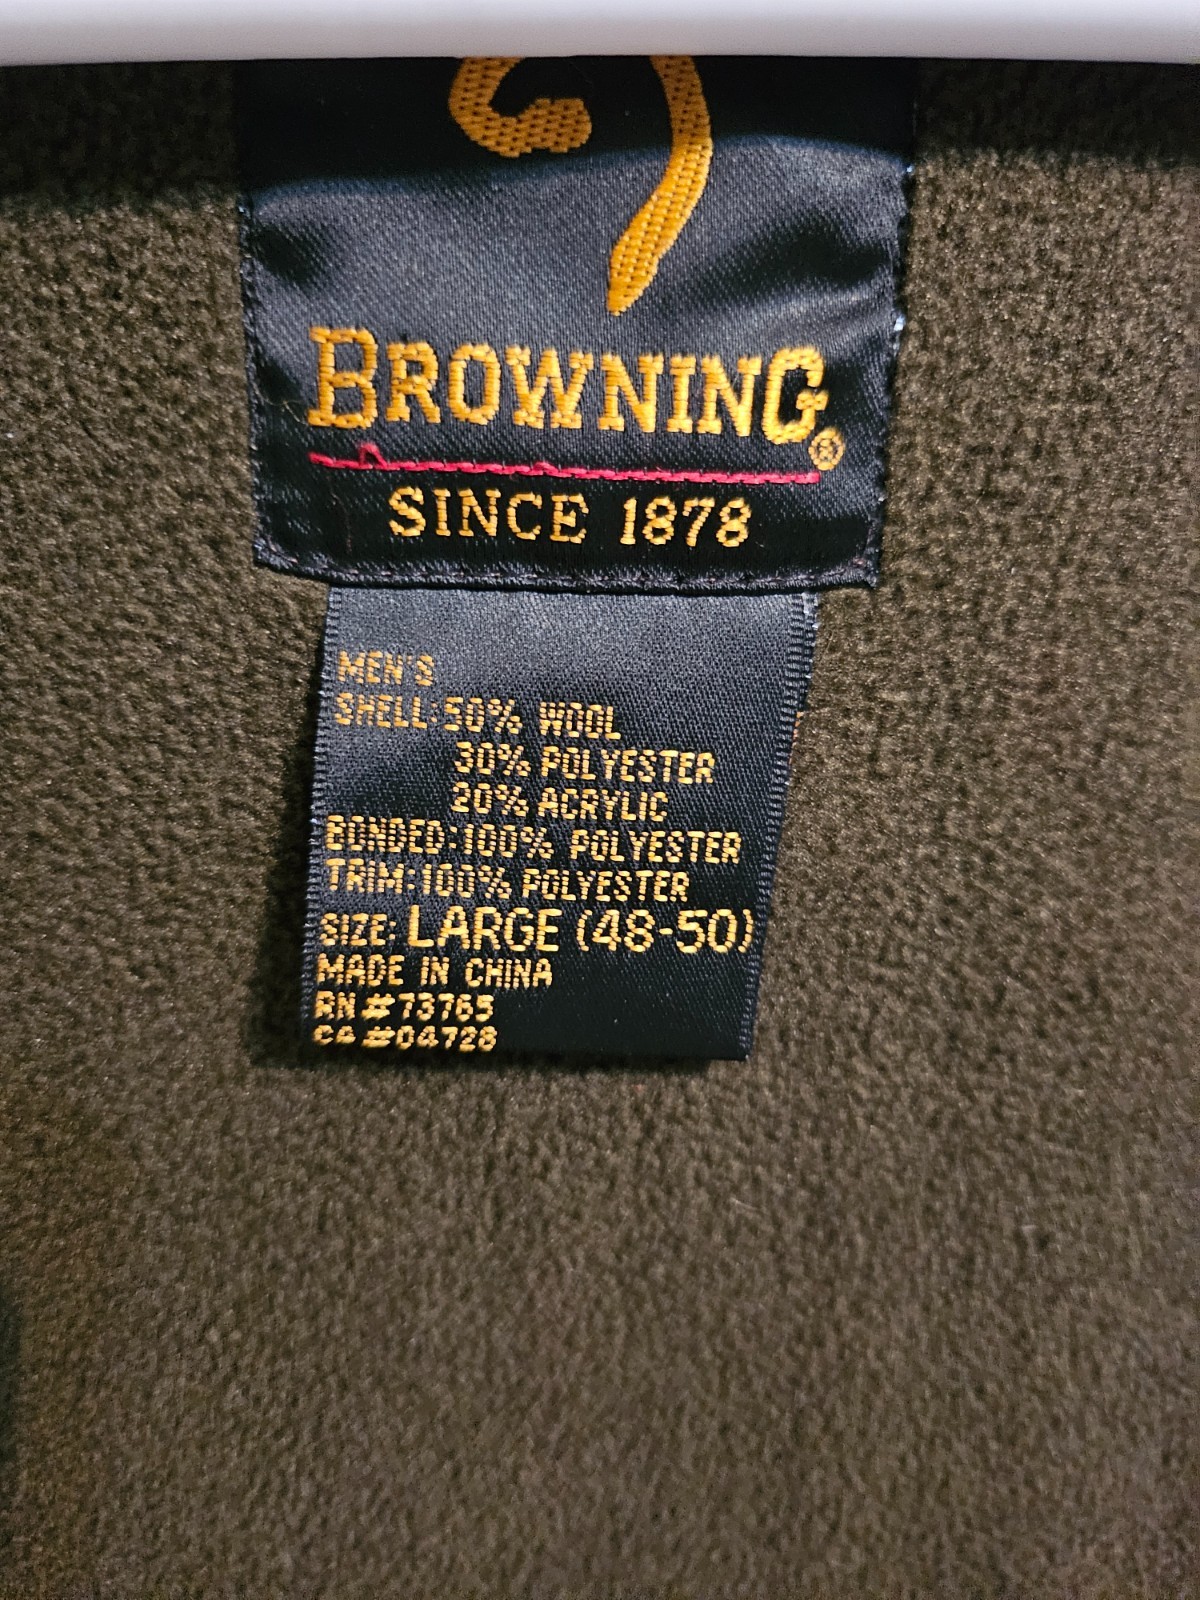 BROWNING®
SINCE 1878
MEN'S
SHELL:50% WOOL
30% POLYESTER
20% ACRYLIC
BONDED:100% POLYESTER
TRIM:100% POLYESTER
SIZE: LARGE (48-50)
MADE IN CHINA
RN #73765
CA #04728